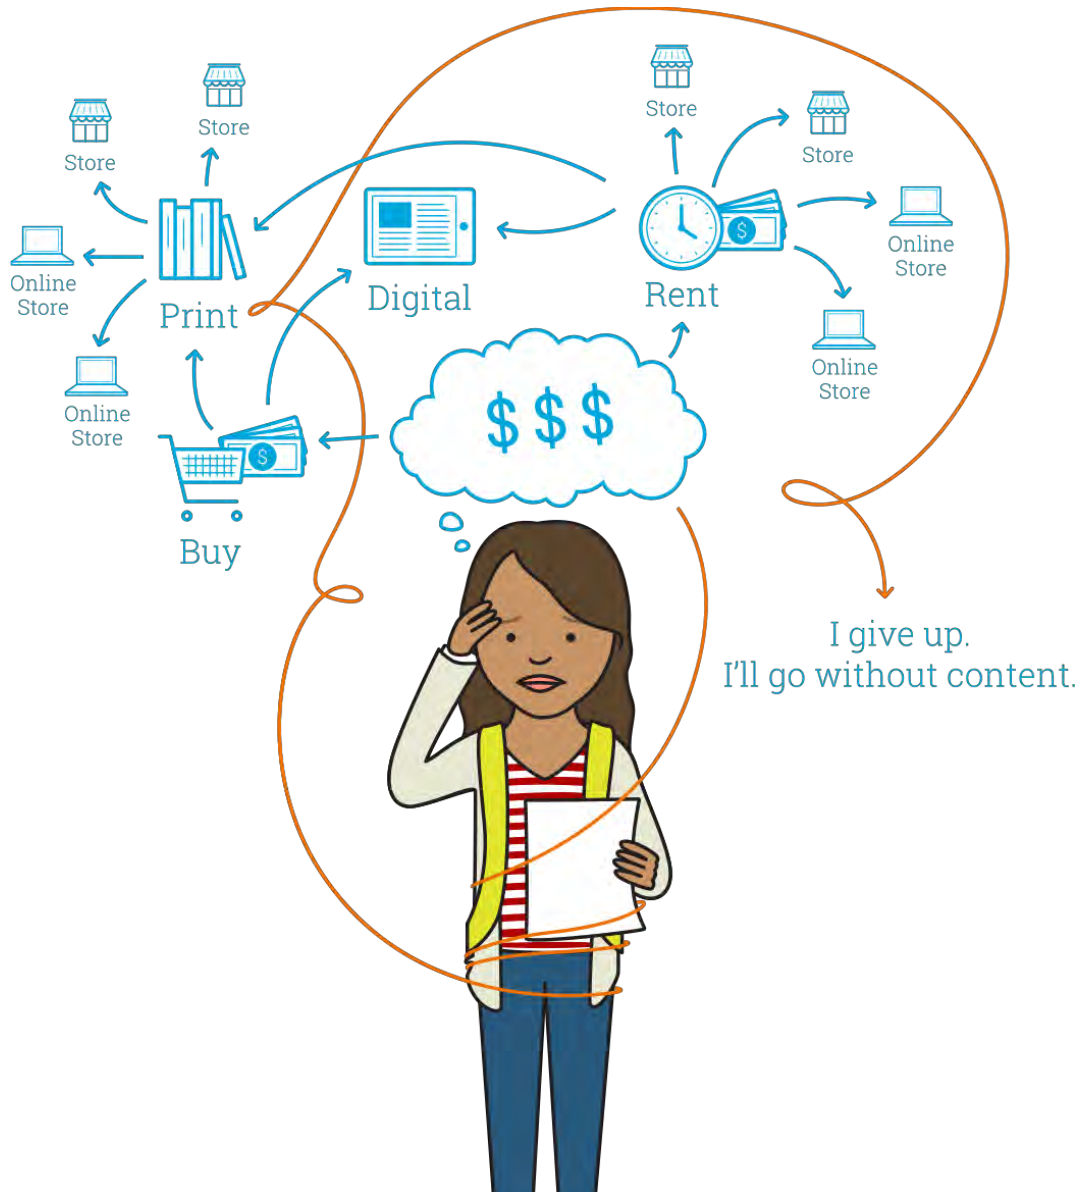 Store
Store
Online
Store
Online
Store
Print
Digital
Store
Store
Online
Store
Online
Store
$
Rent
$ $ $
$
Buy
I give up.
I'll go without content.